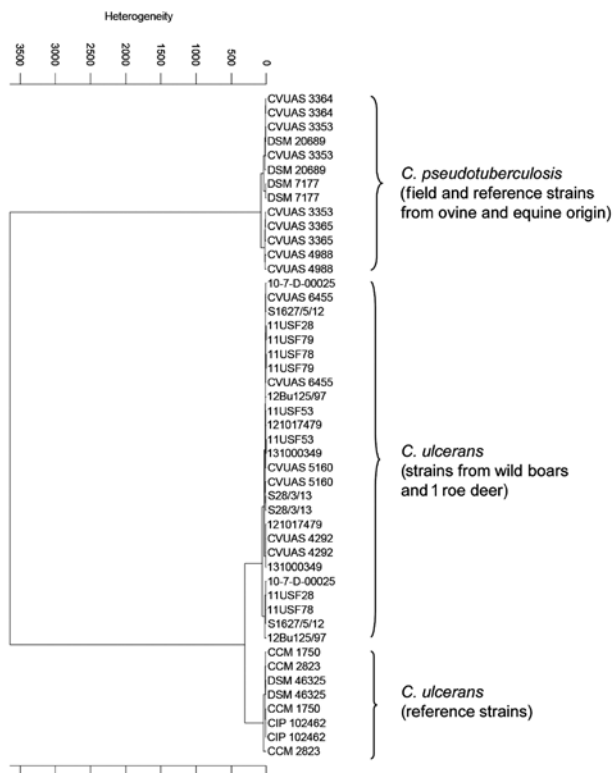 Heterogeneity
3500
3000
2500
2000
1500
1000
500
0
CVUAS 3364
CVUAS 3364
CVUAS 3353
DSM 20689
CVUAS 3353
DSM 20689
DSM 7177
DSM 7177
CVUAS 3353
CVUAS 3365
CVUAS 3365
CVUAS 4988
CVUAS 4988
C. pseudotuberculosis
(field and reference strains
from ovine and equine origin)
10-7-D-00025
CVUAS 6455
S1627/5/12
11USF28
11USF79
11USF78
11USF79
CVUAS 6455
12Bu125/97
11USF53
121017479
11USF53
131000349
CVUAS 5160
CVUAS 5160
S28/3/13
S28/3/13
121017479
CVUAS 4292
CVUAS 4292
131000349
10-7-D-00025
11USF28
11USF78
S1627/5/12
12Bu125/97
C. ulcerans
(strains from wild boars
and 1 roe deer)
CCM 1750
CCM 2823
DSM 46325
DSM 46325
CCM 1750
CIP 102462
CIP 102462
CCM 2823
C. ulcerans
(reference strains)